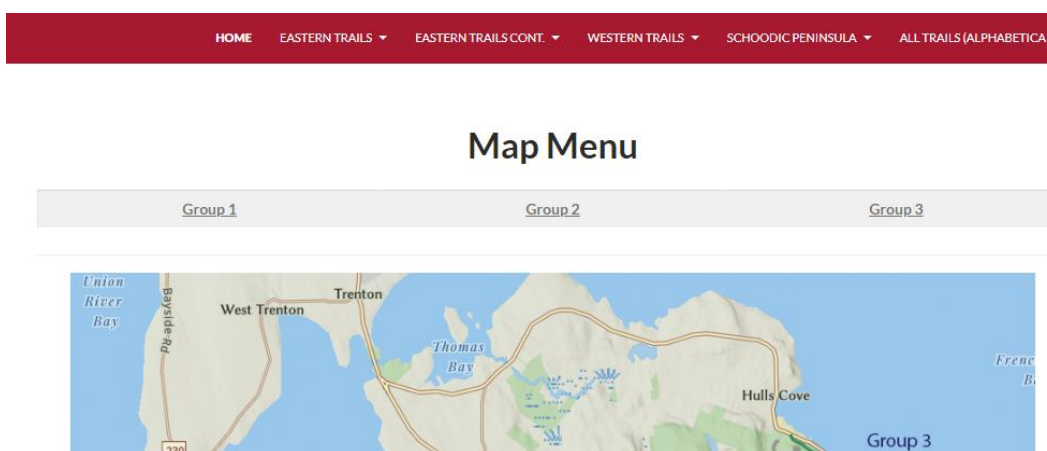 HOME EASTERN TRAILS EASTERN TRAILS CONT. WESTERN TRAILS SCHOODIC PENINSULA ALL TRAILS (ALPHABETICA
Map Menu
Group 1 Group 2 Group 3
Union
River
Bay
Bayside Rd
West Trenton
Trenton
Thomas
Bay
Hulls Cove
Frenc
B
Group 3
230